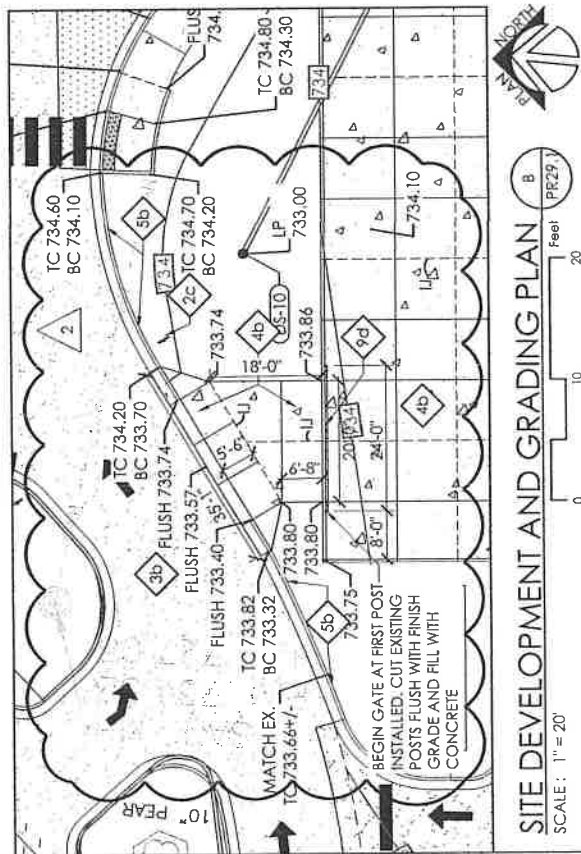 FLUSH
734.
TC 734.80
BC 734.30
734
TC 734.60
BC 734.10
5b
TC 734.70
BC 734.20
734
2
2c
LP
733.00
4b
734.10
TC 734.20
BC 733.70
733.74
18'-0"
733.86
9d
FLUSH 733.74
5'-6"
FLUSH 733.57
35'-1"
FLUSH 733.40
3b
TC 733.82
BC 733.32
733.80
733.80
24'-0"
8'-0"
4b
5b
733.75
MATCH EX.
TC 733.66+/-
10" PEAR
BEGIN GATE AT FIRST POST
INSTALLED. CUT EXISTING
POSTS FLUSH WITH FINISH
GRADE AND FILL WITH
CONCRETE
SITE DEVELOPMENT AND GRADING PLAN
SCALE: 1" = 20'
0 10 20
Feet
B
PR29.1
PLAN NORTH